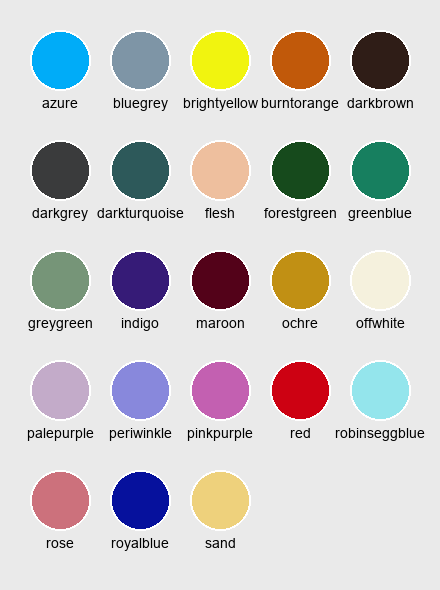 azure bluegrey brightyellow burntorange darkbrown
darkgrey darkturquoise flesh forestgreen greenblue
greygreen indigo maroon ochre offwhite
palepurple periwinkle pinkpurple red robinseggblue
rose royalblue sand